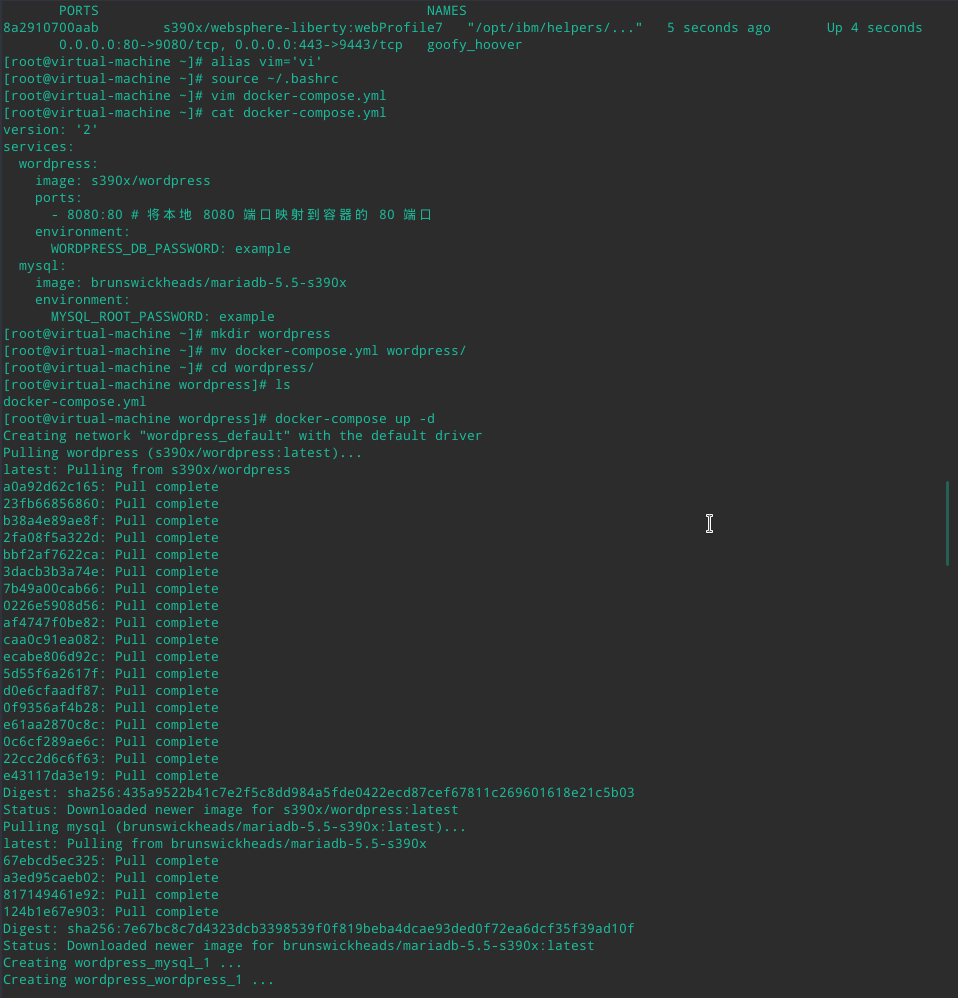 PORTS                                         NAMES
8a2910700aab        s390x/websphere-liberty:webProfile7   "/opt/ibm/helpers/..."   5 seconds ago       Up 4 seconds
       0.0.0.0:80->9080/tcp, 0.0.0.0:443->9443/tcp   goofy_hoover
[root@virtual-machine ~]# alias vim='vi'
[root@virtual-machine ~]# source ~/.bashrc
[root@virtual-machine ~]# vim docker-compose.yml
[root@virtual-machine ~]# cat docker-compose.yml
version: '2'
services:
  wordpress:
    image: s390x/wordpress
    ports:
      - 8080:80 # 将本地 8080 端口映射到容器的 80 端口
    environment:
      WORDPRESS_DB_PASSWORD: example
  mysql:
    image: brunswickheads/mariadb-5.5-s390x
    environment:
      MYSQL_ROOT_PASSWORD: example
[root@virtual-machine ~]# mkdir wordpress
[root@virtual-machine ~]# mv docker-compose.yml wordpress/
[root@virtual-machine ~]# cd wordpress/
[root@virtual-machine wordpress]# ls
docker-compose.yml
[root@virtual-machine wordpress]# docker-compose up -d
Creating network "wordpress_default" with the default driver
Pulling wordpress (s390x/wordpress:latest)...
latest: Pulling from s390x/wordpress
a0a92d62c165: Pull complete
23fb66856860: Pull complete
b38a4e89ae8f: Pull complete
2fa08f5a322d: Pull complete
bbf2af7622ca: Pull complete
3dacb3b3a74e: Pull complete
7b49a00cab66: Pull complete
0226e5908d56: Pull complete
af4747f0be82: Pull complete
caa0c91ea082: Pull complete
ecabe806d92c: Pull complete
5d55f6a2617f: Pull complete
d0e6cfaadf87: Pull complete
0f9356af4b28: Pull complete
e61aa2870c8c: Pull complete
0c6cf289ae6c: Pull complete
22cc2d6c6f63: Pull complete
e43117da3e19: Pull complete
Digest: sha256:435a9522b41c7e2f5c8dd984a5fde0422ecd87cef67811c269601618e21c5b03
Status: Downloaded newer image for s390x/wordpress:latest
Pulling mysql (brunswickheads/mariadb-5.5-s390x:latest)...
latest: Pulling from brunswickheads/mariadb-5.5-s390x
67ebcd5ec325: Pull complete
a3ed95caeb02: Pull complete
817149461e92: Pull complete
124b1e67e903: Pull complete
Digest: sha256:7e67bc8c7d4323dcb3398539f0f819beba4dcae93ded0f72ea6dcf35f39ad10f
Status: Downloaded newer image for brunswickheads/mariadb-5.5-s390x:latest
Creating wordpress_mysql_1 ...
Creating wordpress_wordpress_1 ...